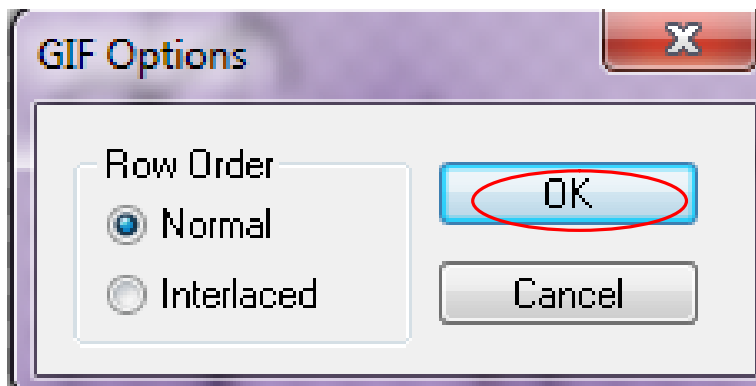 GIF Options
Row Order
Normal
Interlaced
OK
Cancel